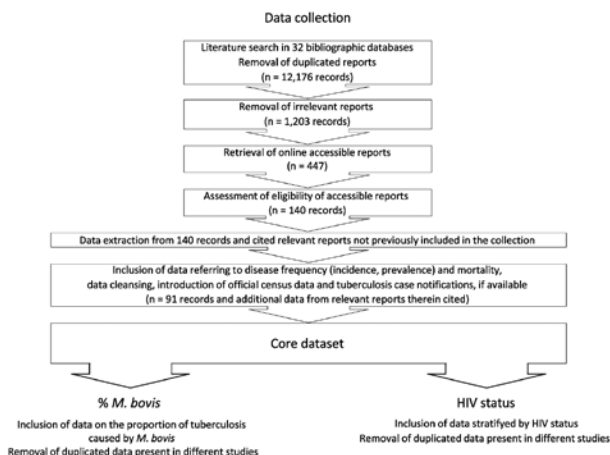 Data collection
Literature search in 32 bibliographic databases
Removal of duplicated reports
(n = 12,176 records)
Removal of irrelevant reports
(n = 1,203 records)
Retrieval of online accessible reports
(n = 447)
Assessment of eligibility of accessible reports
(n = 140 records)
Data extraction from 140 records and cited relevant reports not previously included in the collection
Inclusion of data referring to disease frequency (incidence, prevalence) and mortality,
data cleansing, introduction of official census data and tuberculosis case notifications, if available
(n = 91 records and additional data from relevant reports therein cited)
Core dataset
% M. bovis
Inclusion of data on the proportion of tuberculosis
caused by M. bovis
Removal of duplicated data present in different studies
HIV status
Inclusion of data stratifyed by HIV status
Removal of duplicated data present in different studies